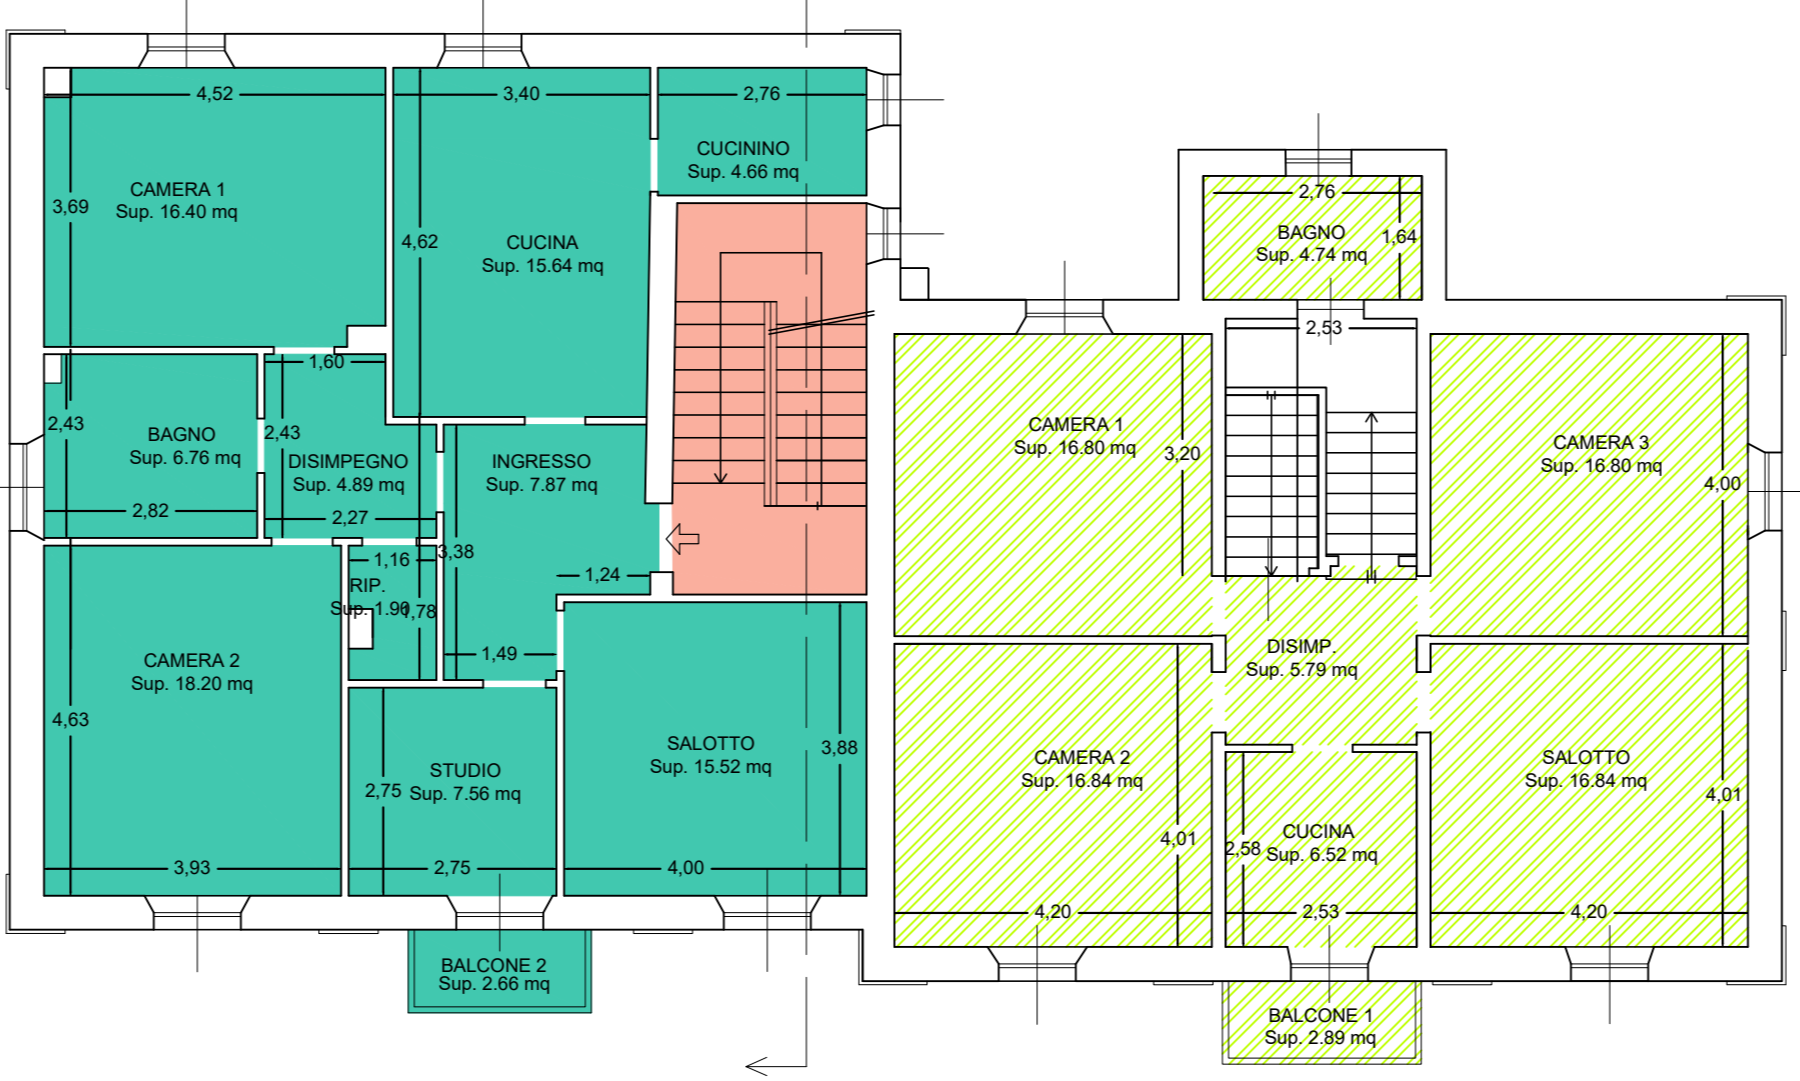 4,52
3,40
2,76
CUCININO
Sup. 4.66 mq
CAMERA 1
Sup. 16.40 mq
3,69
4,62
CUCINA
Sup. 15.64 mq
1,60
2,43
BAGNO
Sup. 6.76 mq
2,82
2,43
DISIMPEGNO
Sup. 4.89 mq
2,27
INGRESSO
Sup. 7.87 mq
3,38
1,24
1,49
1,16
RIP.
Sup. 1.90
1,78
CAMERA 2
Sup. 18.20 mq
4,63
3,93
STUDIO
Sup. 7.56 mq
2,75
2,75
SALOTTO
Sup. 15.52 mq
3,88
4,00
BALCONE 2
Sup. 2.66 mq
2,76
BAGNO
Sup. 4.74 mq
1,64
2,53
CAMERA 1
Sup. 16.80 mq
3,20
CAMERA 3
Sup. 16.80 mq
4,00
DISIMP.
Sup. 5.79 mq
CAMERA 2
Sup. 16.84 mq
4,01
4,20
CUCINA
Sup. 6.52 mq
2,58
2,53
SALOTTO
Sup. 16.84 mq
4,01
4,20
BALCONE 1
Sup. 2.89 mq